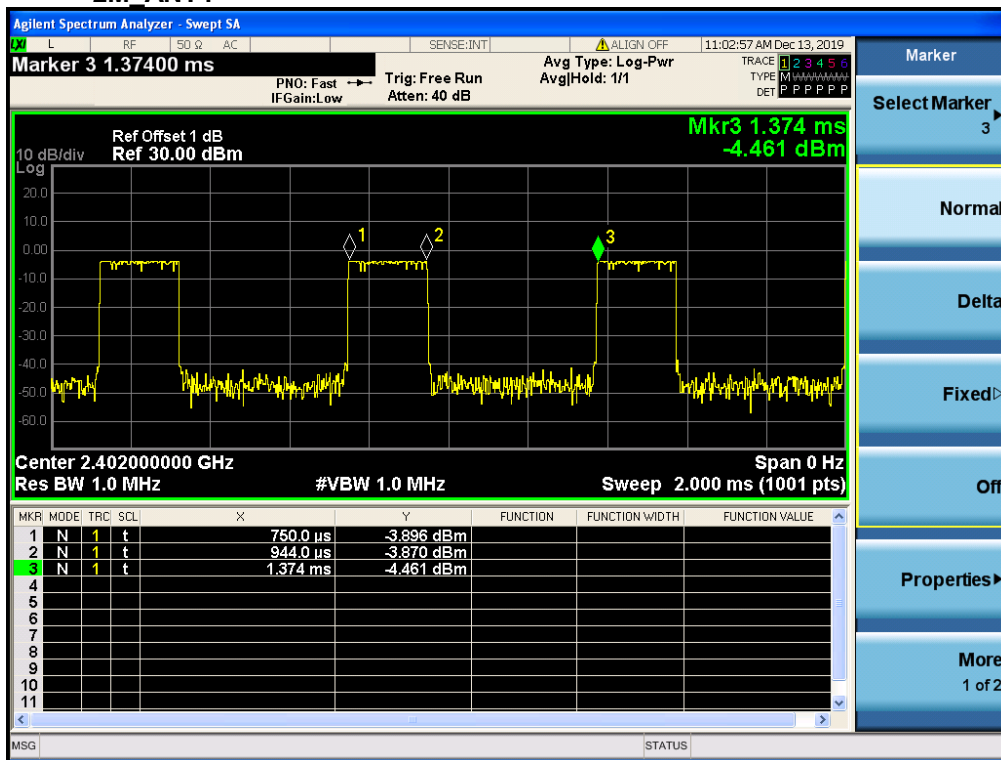 Agilent Spectrum Analyzer - Swept SA
LXI L RF 50 Ω AC SENSE:INT ALIGN OFF 11:02:57 AM Dec 13, 2019
Marker 3 1.37400 ms
PNO: Fast
IFGain:Low
Trig: Free Run
Atten: 40 dB
Avg Type: Log-Pwr
Avg|Hold: 1/1
TRACE 1 2 3 4 5 6
TYPE M
DET P P P P P P
Ref Offset 1 dB
10 dB/div Ref 30.00 dBm
Log
Mkr3 1.374 ms
-4.461 dBm
20.0
10.0
0.00
-10.0
-20.0
-30.0
-40.0
-50.0
-60.0
1
2
3
Center 2.402000000 GHz
Span 0 Hz
Res BW 1.0 MHz
#VBW 1.0 MHz
Sweep 2.000 ms (1001 pts)
MKR MODE TRC SCL X Y FUNCTION FUNCTION WIDTH FUNCTION VALUE
1 N 1 t 750.0 µs -3.896 dBm
2 N 1 t 944.0 µs -3.870 dBm
3 N 1 t 1.374 ms -4.461 dBm
4
5
6
7
8
9
10
11
MSG
STATUS
Marker
Select Marker
3
Normal
Delta
Fixed
Off
Properties
More
1 of 2